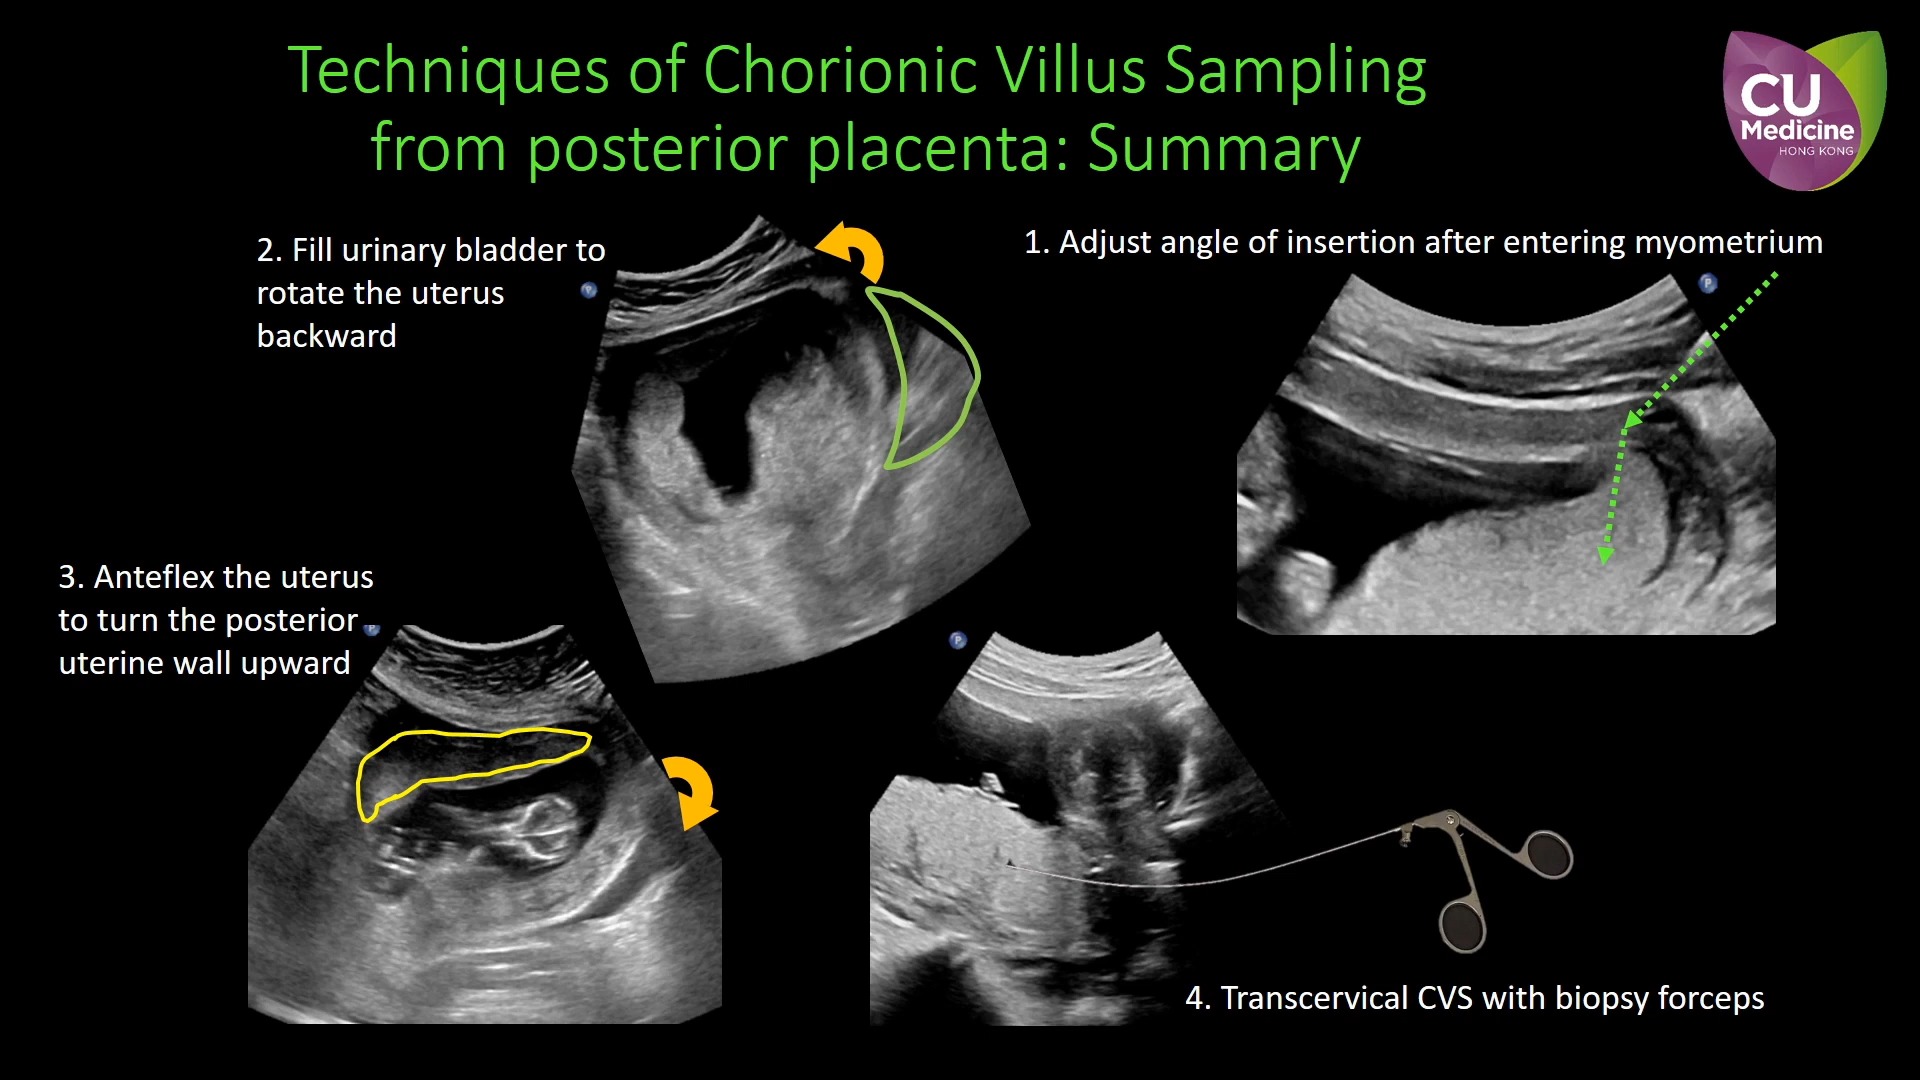 Techniques of Chorionic Villus Sampling
from posterior placenta: Summary
CU
Medicine
HONG KONG
2. Fill urinary bladder to
rotate the uterus
backward
1. Adjust angle of insertion after entering myometrium
P
3. Anteflex the uterus
to turn the posterior
uterine wall upward
P
P
4. Transcervical CVS with biopsy forceps